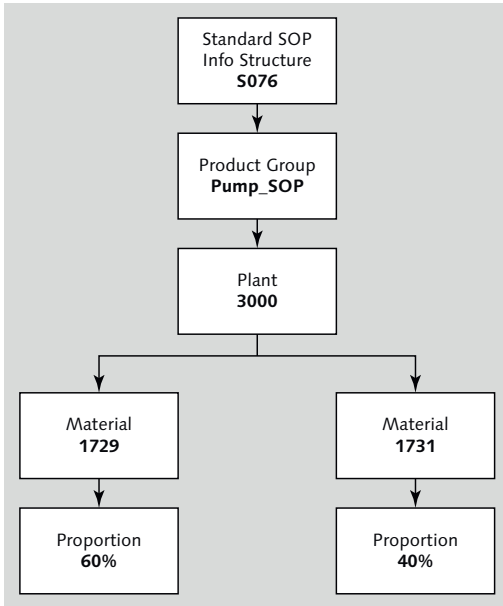 Standard SOP
Info Structure
S076
Product Group
Pump_SOP
Plant
3000
Material
1729
Material
1731
Proportion
60%
Proportion
40%